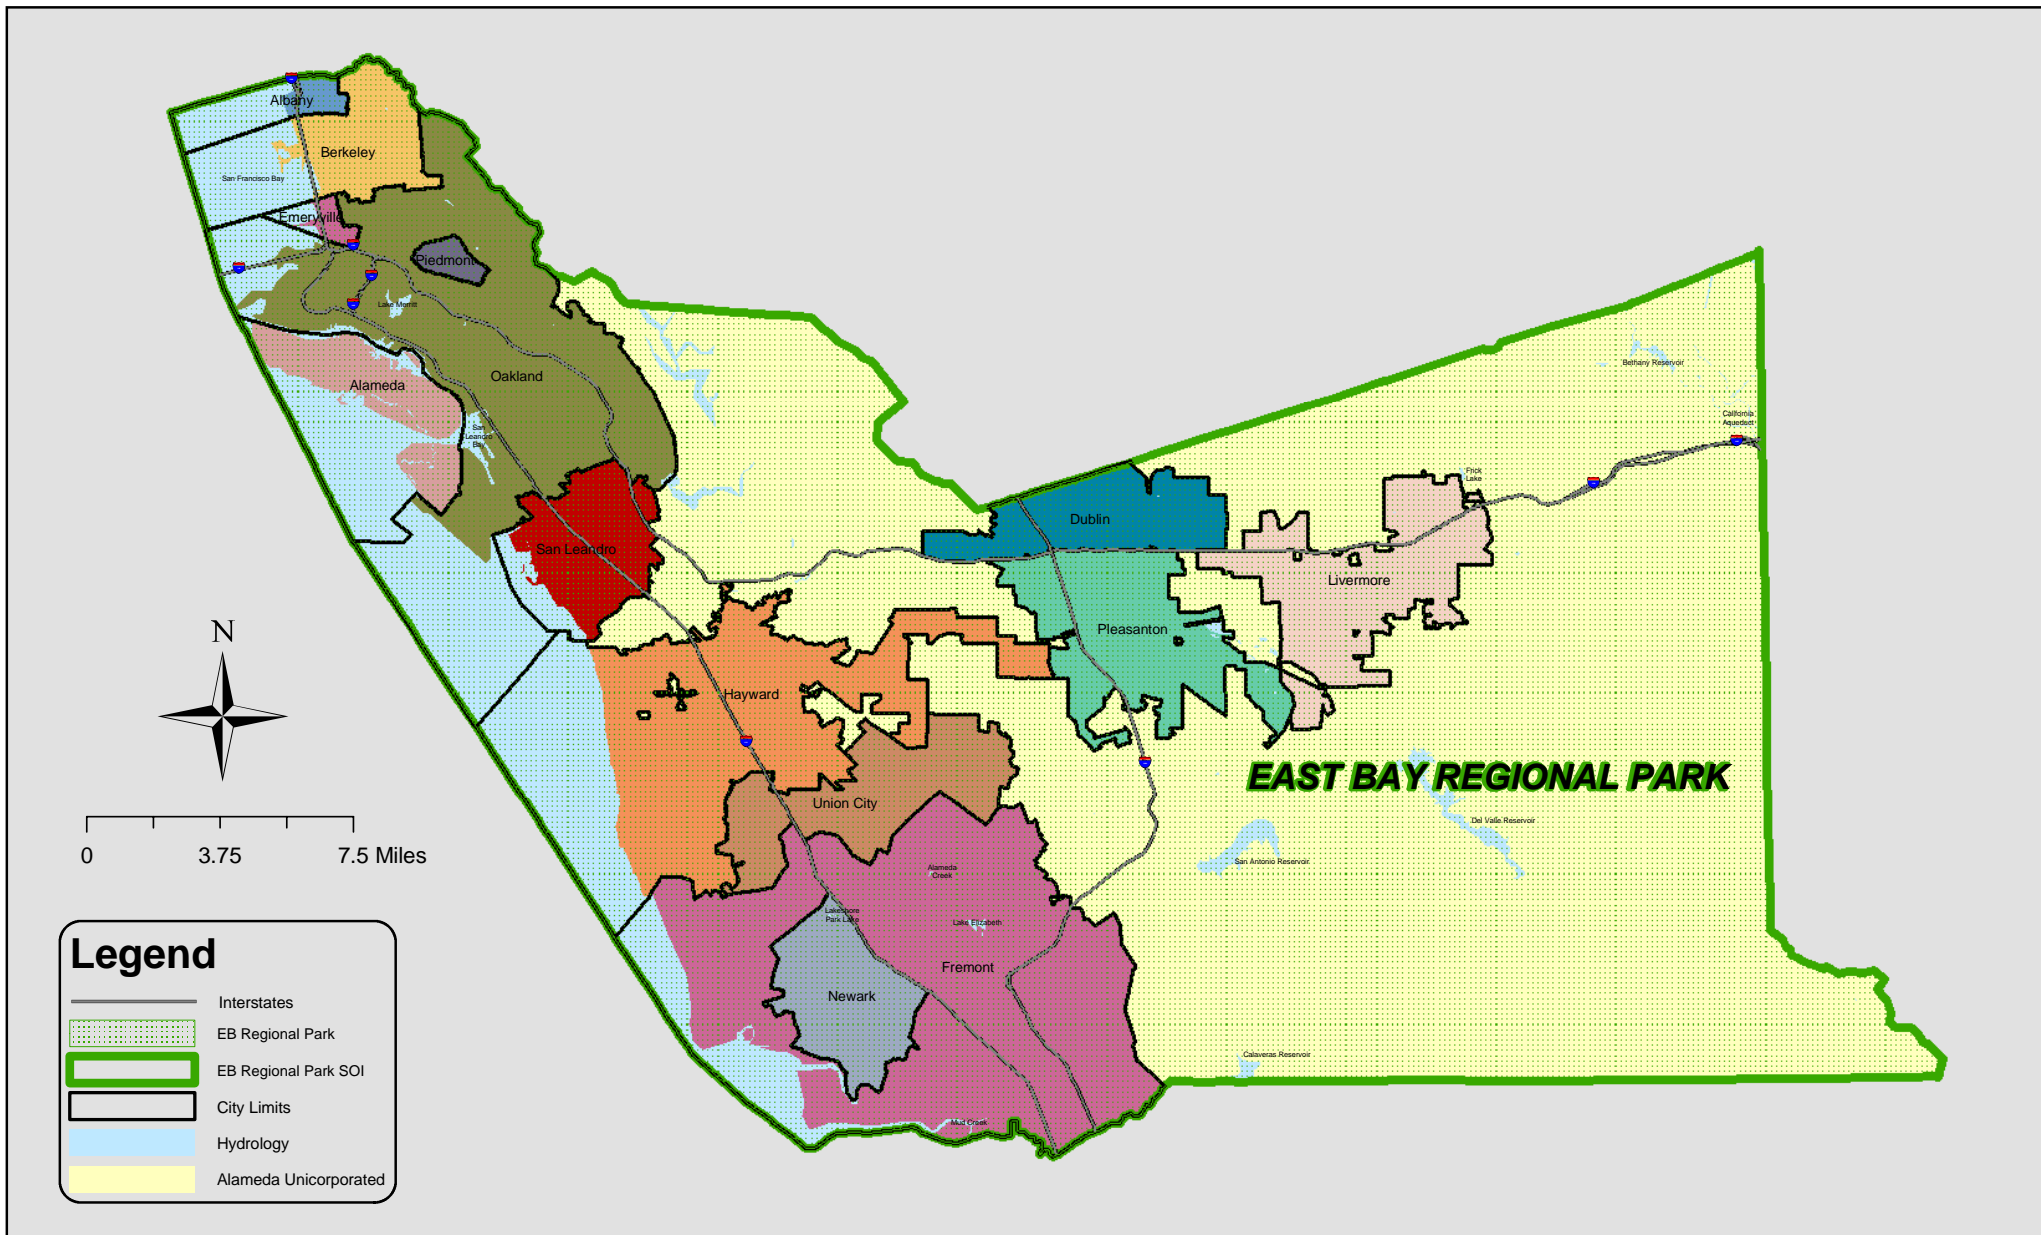 Albany
Berkeley
San Francisco Bay
Emeryville
Piedmont
Lake Merritt
Alameda
Oakland
San
Leandro
Bay
San Leandro
Dublin
Livermore
Pleasanton
Hayward
Union City
Bethany Reservoir
California
Aqueduct
Frick
Lake
EAST BAY REGIONAL PARK
Del Valle Reservoir
San Antonio Reservoir
Alameda
Creek
Lakeshore
Park Lake
Lake Elizabeth
Fremont
Newark
Calaveras Reservoir
Mud Creek
N
0 3.75 7.5 Miles
Legend
Interstates
EB Regional Park
EB Regional Park SOI
City Limits
Hydrology
Alameda Unicorporated